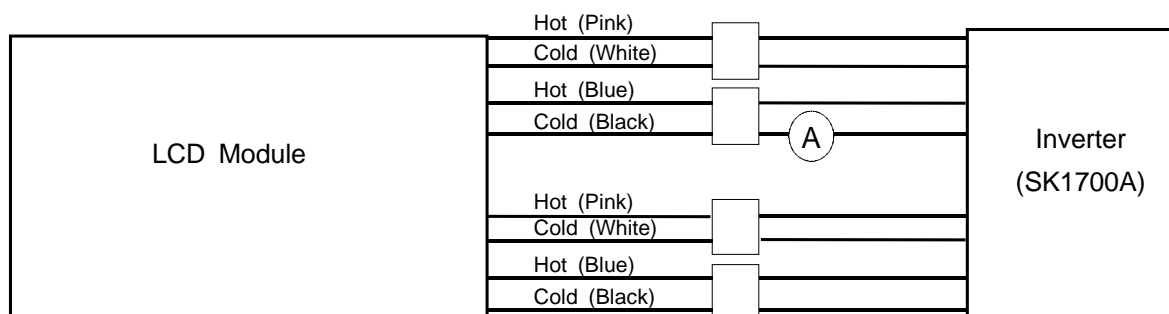 Hot (Pink)
Cold (White)
Hot (Blue)
Cold (Black)
A
LCD Module
Inverter
(SK1700A)
Hot (Pink)
Cold (White)
Hot (Blue)
Cold (Black)